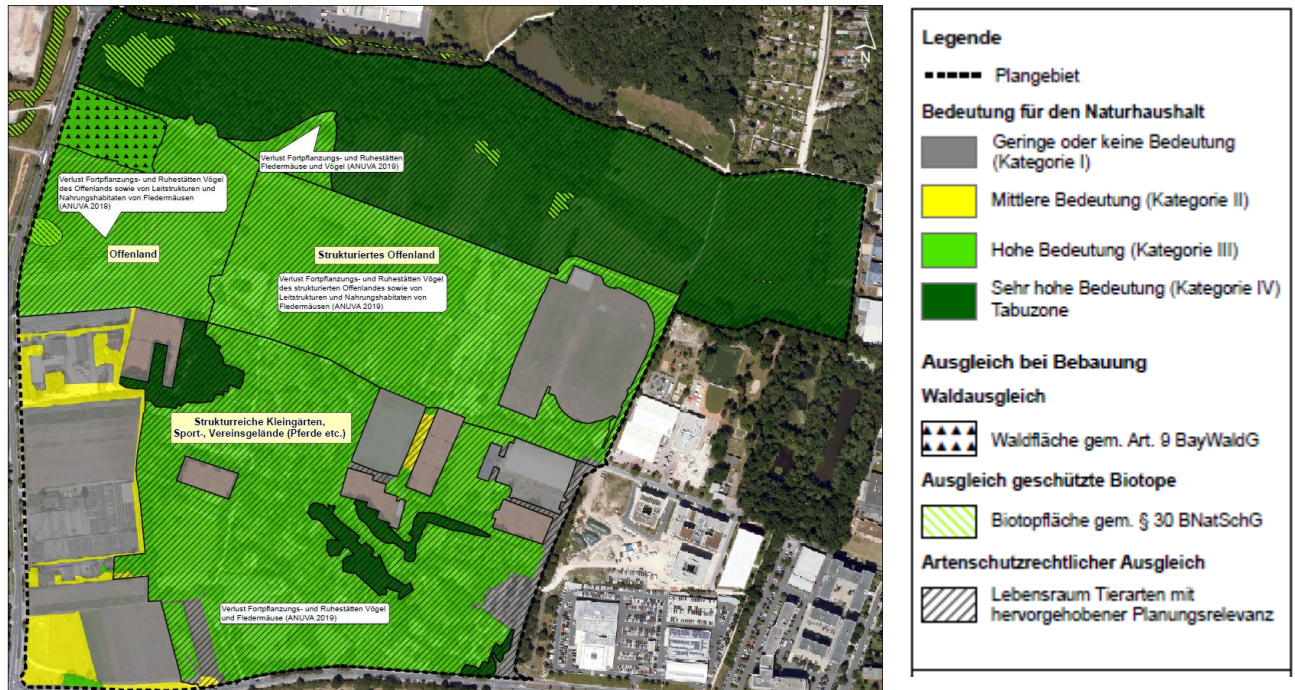 N
Verlust Fortpflanzungs- und Ruhestätten
Fledermäuse und Vögel (ANUVA 2019)
Verlust Fortpflanzungs- und Ruhestätten Vögel
des Offenlands sowie von Leitstrukturen und
Nahrungshabitaten von Fledermäusen
(ANUVA 2019)
Offenland
Strukturiertes Offenland
Verlust Fortpflanzungs- und Ruhestätten Vögel
des strukturierten Offenlandes sowie von
Leitstrukturen und Nahrungshabitaten von
Fledermäusen (ANUVA 2019)
Strukturreiche Kleingärten,
Sport-, Vereinsgelände (Pferde etc.)
Verlust Fortpflanzungs- und Ruhestätten Vögel
und Fledermäuse (ANUVA 2019)
Legende
Plangebiet
Bedeutung für den Naturhaushalt
Geringe oder keine Bedeutung
(Kategorie I)
Mittlere Bedeutung (Kategorie II)
Hohe Bedeutung (Kategorie III)
Sehr hohe Bedeutung (Kategorie IV)
Tabuzone
Ausgleich bei Bebauung
Waldausgleich
Waldfläche gem. Art. 9 BayWaldG
Ausgleich geschützte Biotope
Biotopfläche gem. § 30 BNatSchG
Artenschutzrechtlicher Ausgleich
Lebensraum Tierarten mit
hervorgehobener Planungsrelevanz